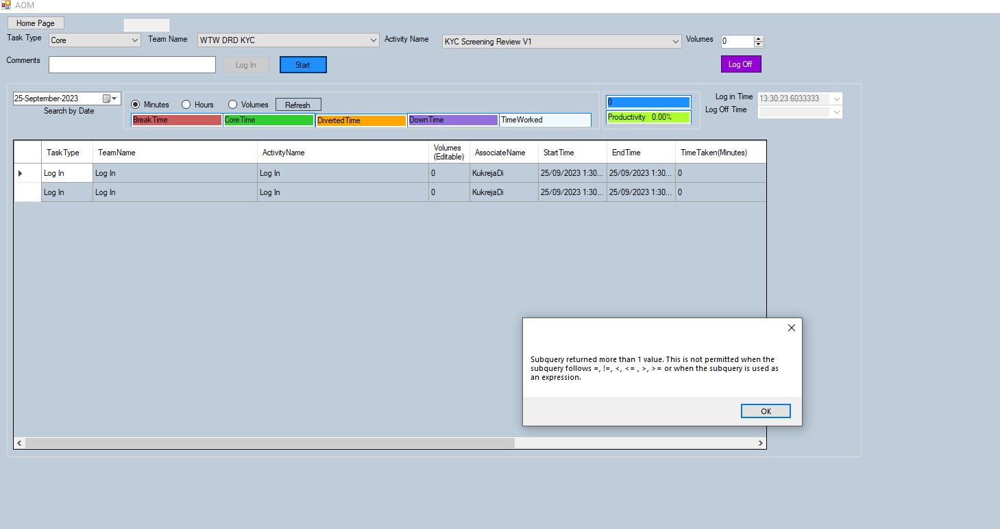 AOM
Home Page
Task Type Core Team Name WTW DRD KYC Activity Name KYC Screening Review V1 Volumes 0
Comments Log In Start Log Off
25-September-2023 Minutes Hours Volumes Refresh 0 Log in Time 13:30:23.6033333
Search by Date Log Off Time
BreakTime CoreTime DivertedTime DownTime TimeWorked Productivity 0.00%
TaskType TeamName ActivityName Volumes (Editable) AssociateName StartTime EndTime TimeTaken(Minutes)
Log In Log In Log In 0 KukrejaDi 25/09/2023 1:30... 25/09/2023 1:30... 0
Log In Log In Log In 0 KukrejaDi 25/09/2023 1:30... 25/09/2023 1:30... 0
Subquery returned more than 1 value. This is not permitted when the
subquery follows =, !=, <, <= , >, >= or when the subquery is used as
an expression.
OK